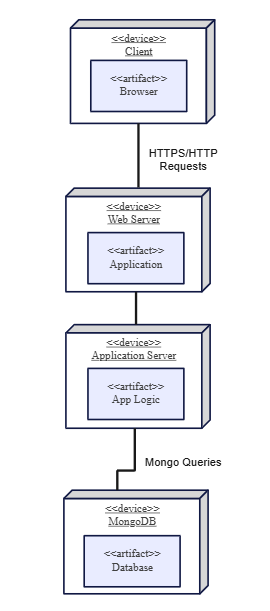 <<device>>
Client
<<artifact>>
Browser
HTTPS/HTTP
Requests
<<device>>
Web Server
<<artifact>>
Application
<<device>>
Application Server
<<artifact>>
App Logic
Mongo Queries
<<device>>
MongoDB
<<artifact>>
Database